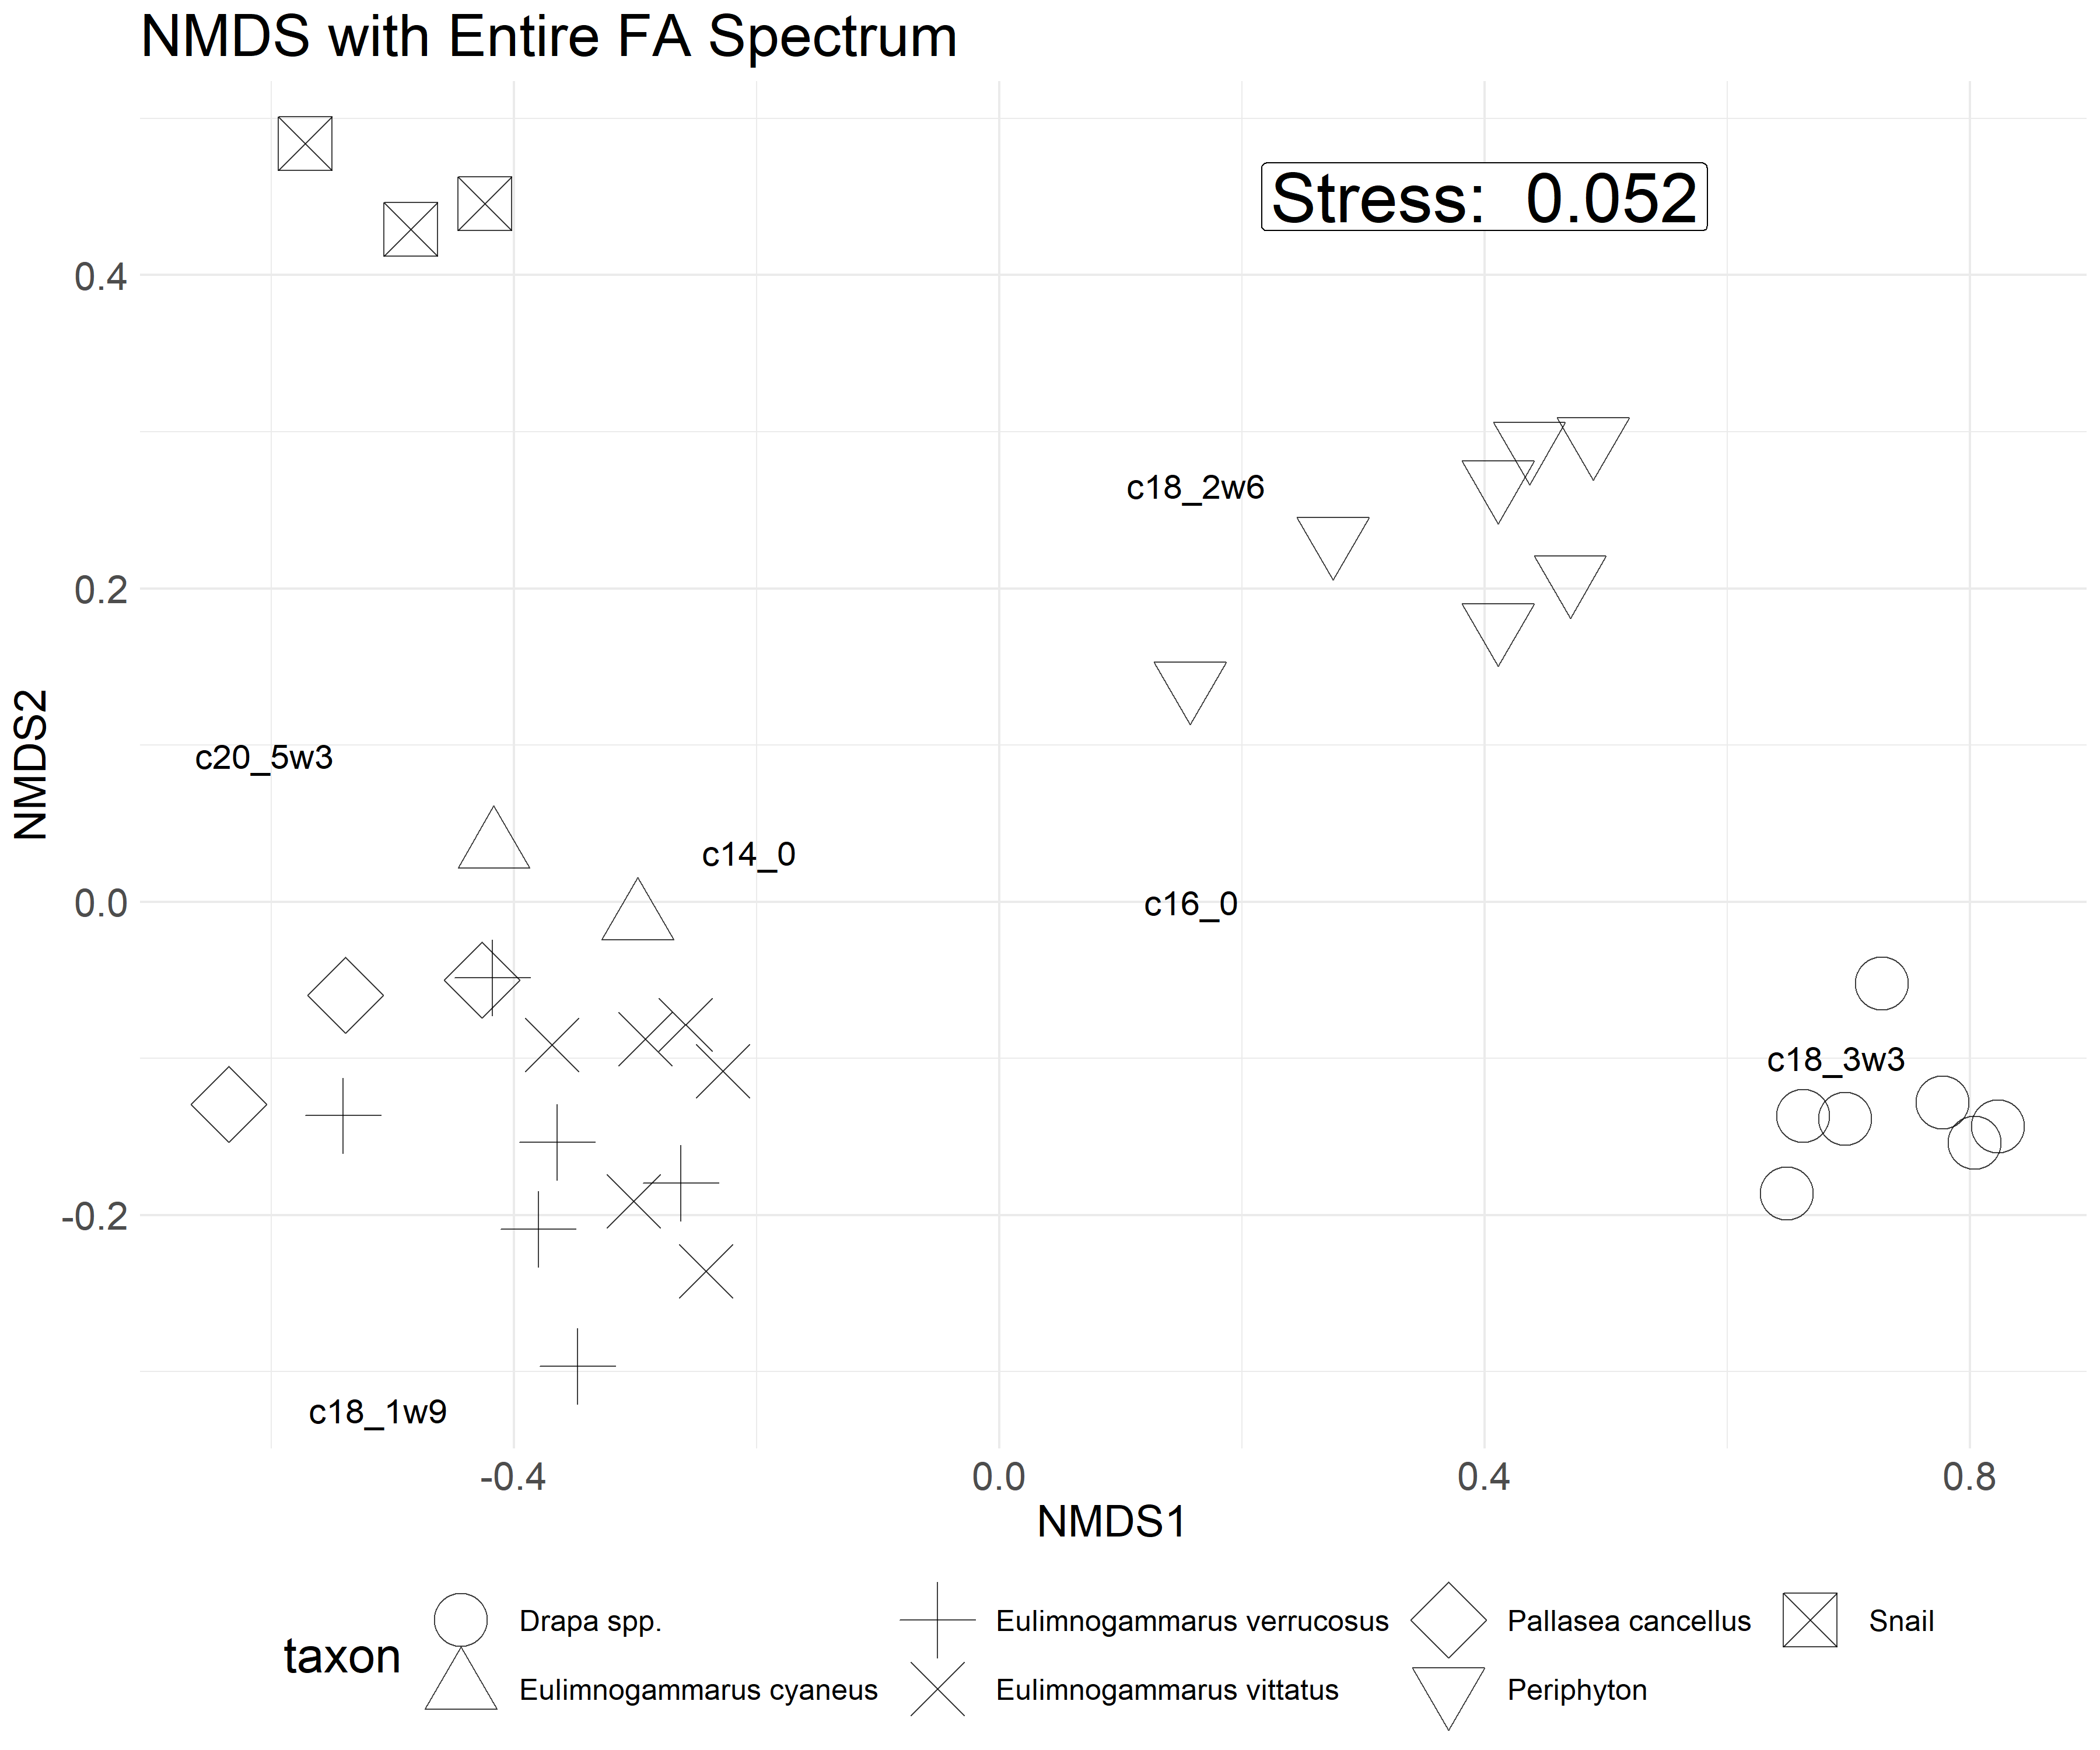 NMDS with Entire FA Spectrum
Stress:  0.052
0.4
c18_2w6
0.2
NMDS2
c20_5w3
c14_0
0.0
c16_0
c18_3w3
-0.2
c18_1w9
-0.4 0.0 0.4 0.8
NMDS1
taxon
Drapa spp. Eulimnogammarus verrucosus Pallasea cancellus Snail
Eulimnogammarus cyaneus Eulimnogammarus vittatus Periphyton